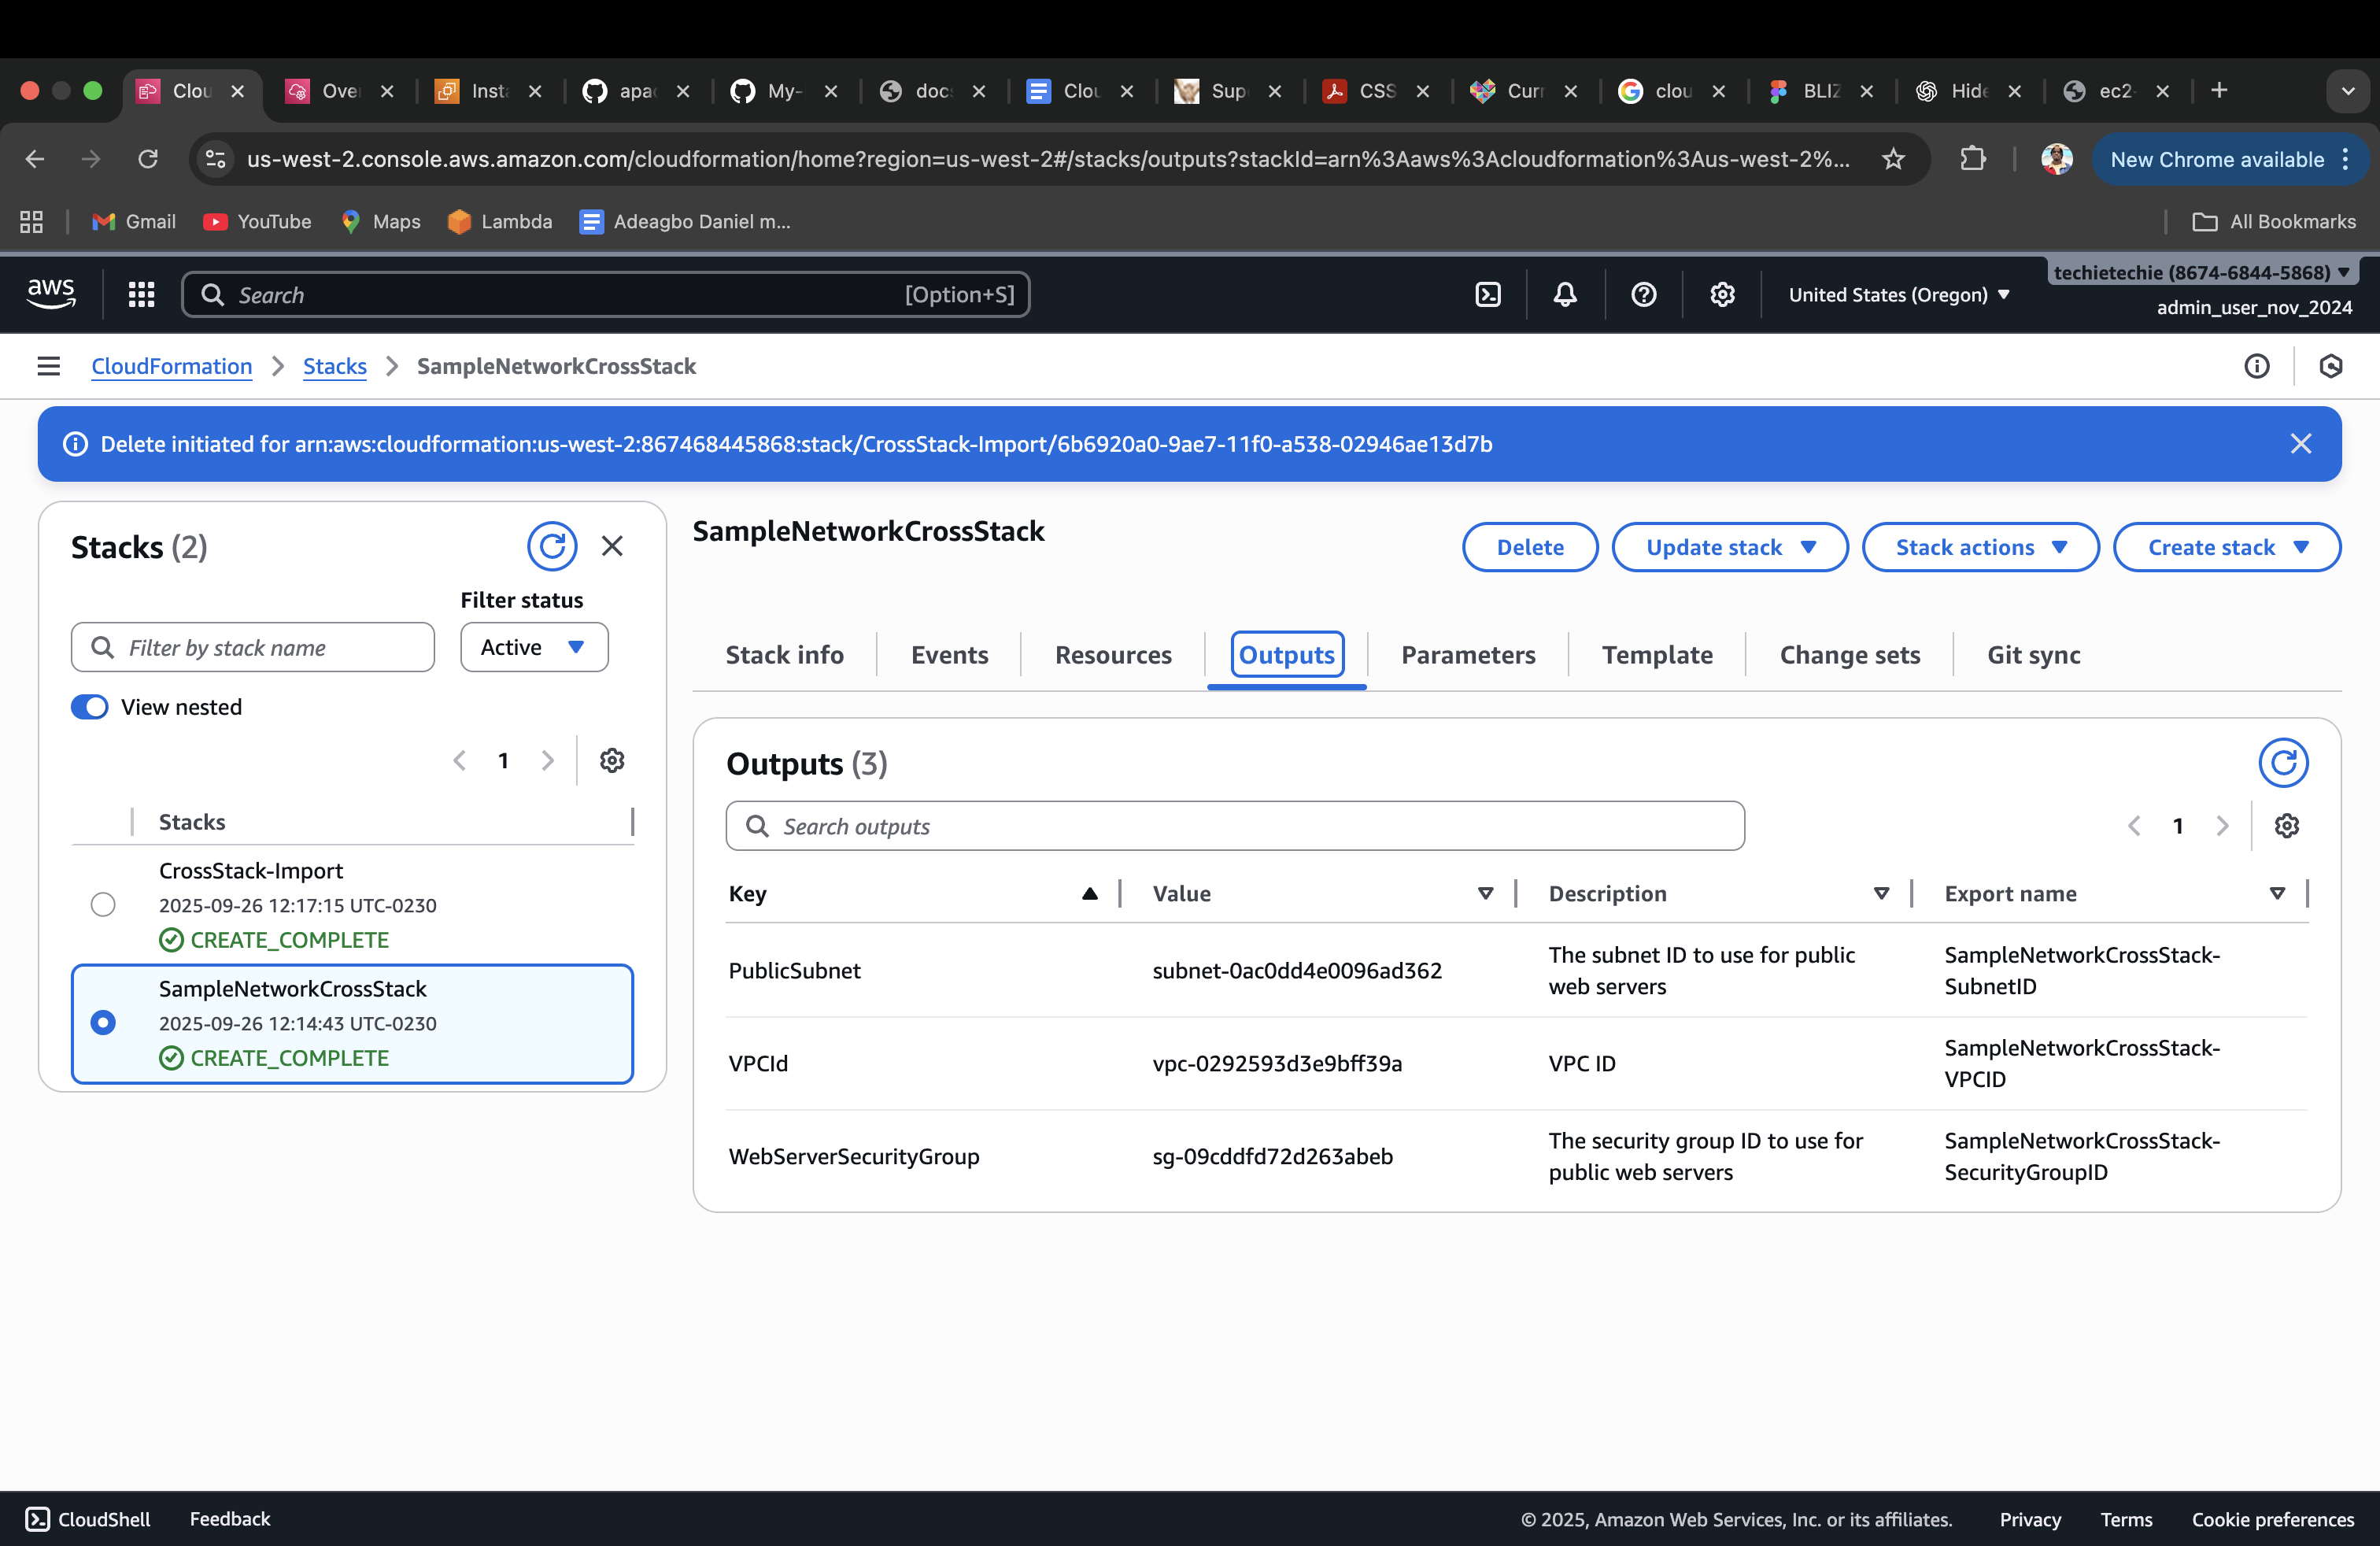 Clou
Ove
Inst
apa
My-
doc
Clou
Sup
CSS
Curr
clou
BLIZ
Hide
ec2-
us-west-2.console.aws.amazon.com/cloudformation/home?region=us-west-2#/stacks/outputs?stackId=arn%3Aaws%3Acloudformation%3Aus-west-2%...
New Chrome available
Gmail
YouTube
Maps
Lambda
Adeagbo Daniel m...
All Bookmarks
aws
Search
[Option+S]
United States (Oregon)
techietechie (8674-6844-5868)
admin_user_nov_2024
CloudFormation
Stacks
SampleNetworkCrossStack
Delete initiated for arn:aws:cloudformation:us-west-2:867468445868:stack/CrossStack-Import/6b6920a0-9ae7-11f0-a538-02946ae13d7b
Stacks (2)
Filter status
Filter by stack name
Active
View nested
1
Stacks
CrossStack-Import
2025-09-26 12:17:15 UTC-0230
CREATE_COMPLETE
SampleNetworkCrossStack
2025-09-26 12:14:43 UTC-0230
CREATE_COMPLETE
SampleNetworkCrossStack
Delete
Update stack
Stack actions
Create stack
Stack info
Events
Resources
Outputs
Parameters
Template
Change sets
Git sync
Outputs (3)
Search outputs
1
Key
Value
Description
Export name
PublicSubnet
subnet-0ac0dd4e0096ad362
The subnet ID to use for public
web servers
SampleNetworkCrossStack-
SubnetID
VPCId
vpc-0292593d3e9bff39a
VPC ID
SampleNetworkCrossStack-
VPCID
WebServerSecurityGroup
sg-09cddfd72d263abeb
The security group ID to use for
public web servers
SampleNetworkCrossStack-
SecurityGroupID
CloudShell
Feedback
© 2025, Amazon Web Services, Inc. or its affiliates.
Privacy
Terms
Cookie preferences